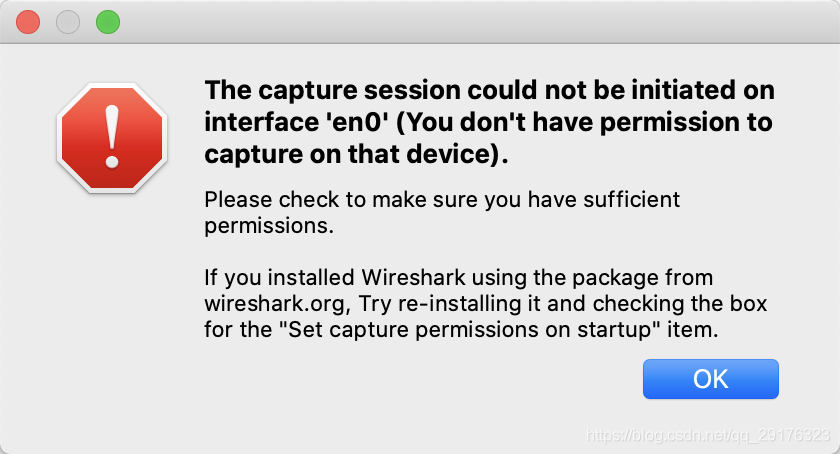 The capture session could not be initiated on
interface 'en0' (You don't have permission to
capture on that device).
Please check to make sure you have sufficient
permissions.
If you installed Wireshark using the package from
wireshark.org, Try re-installing it and checking the box
for the "Set capture permissions on startup" item.
OK
https://blog.csdn.net/qq_29176323